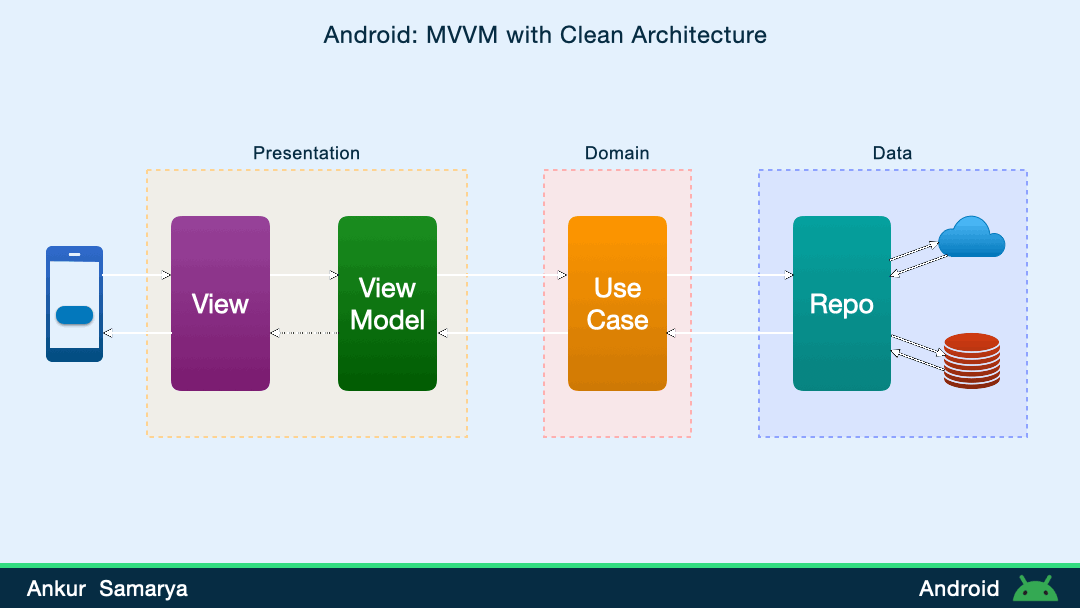 Android: MVVM with Clean Architecture
Presentation
Domain
Data
View
View
Model
Use
Case
Repo
Ankur Samarya
Android